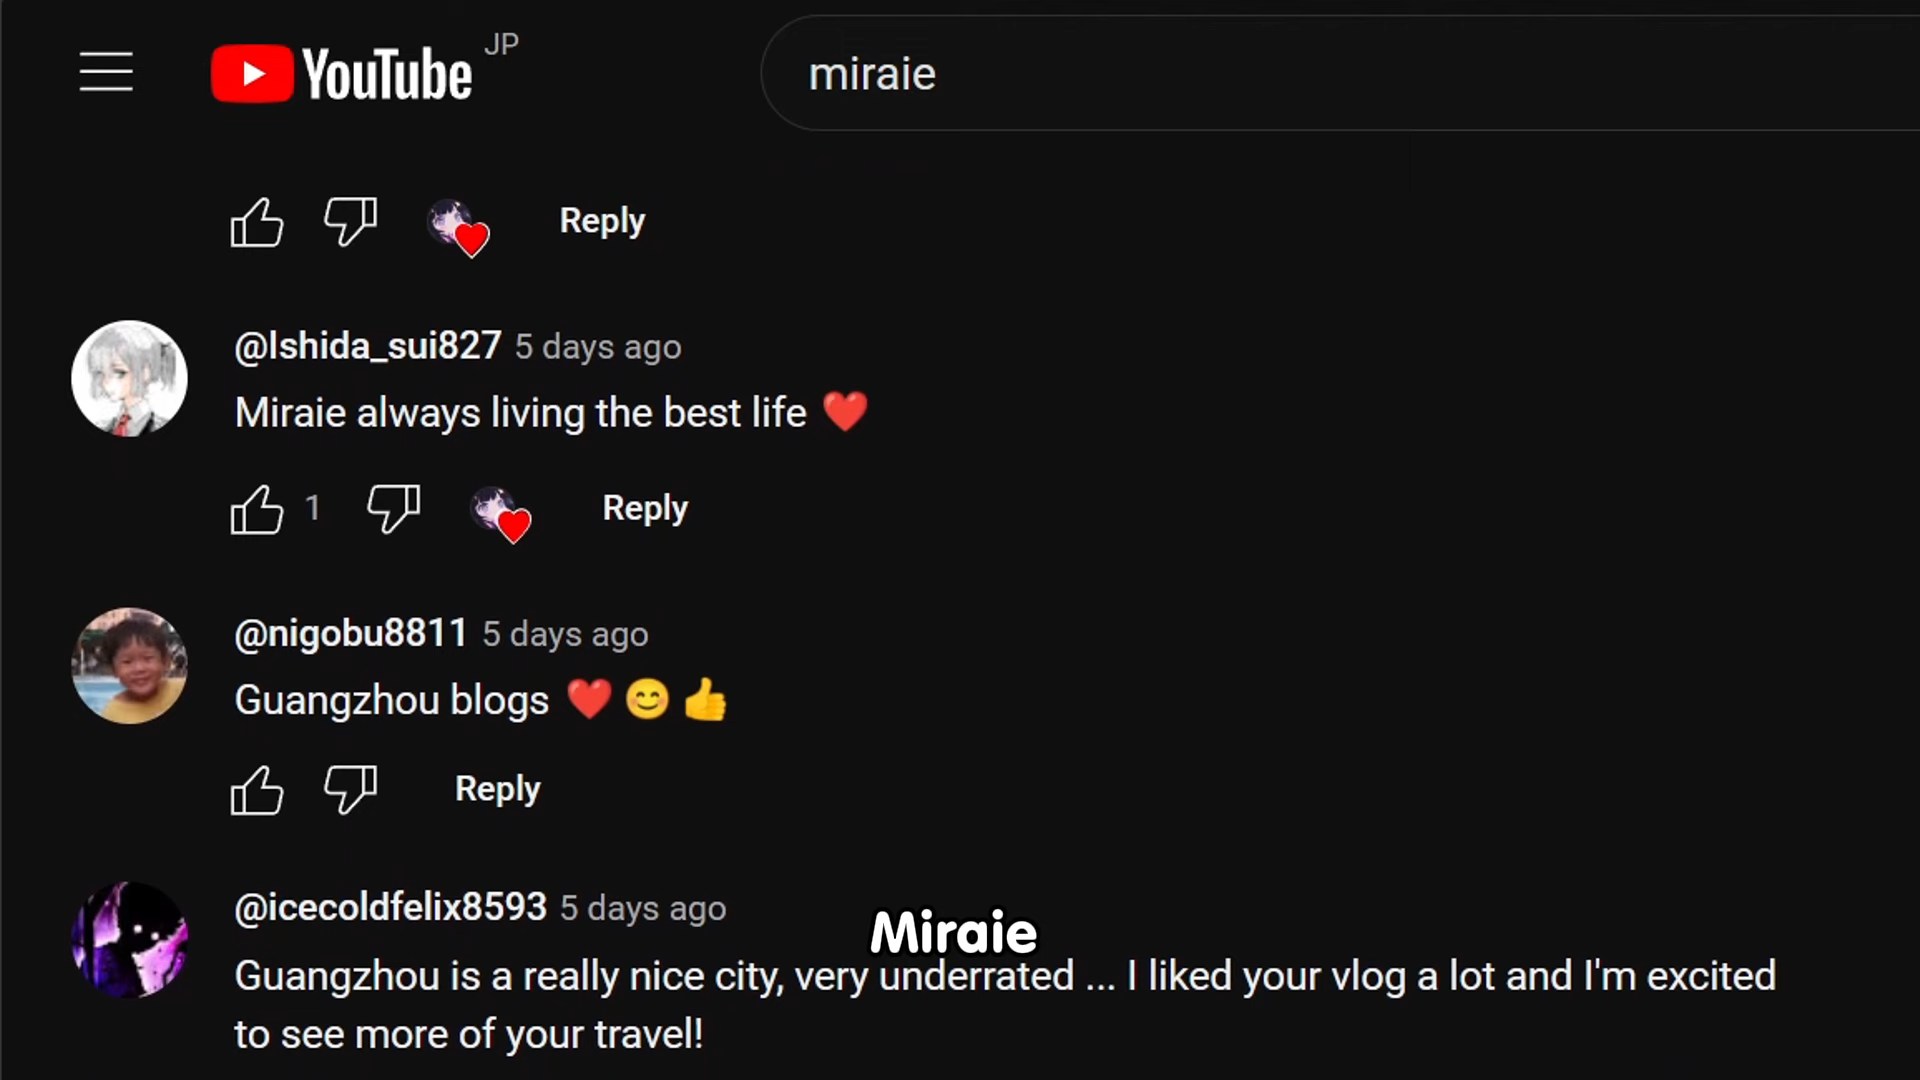 YouTube JP
miraie
Reply
@Ishida_sui827 5 days ago
Miraie always living the best life ❤️
1 Reply
@nigobu8811 5 days ago
Guangzhou blogs ❤️ 😊 👍
Reply
@icecoldfelix8593 5 days ago
Miraie
Guangzhou is a really nice city, very underrated ... I liked your vlog a lot and I'm excited
to see more of your travel!